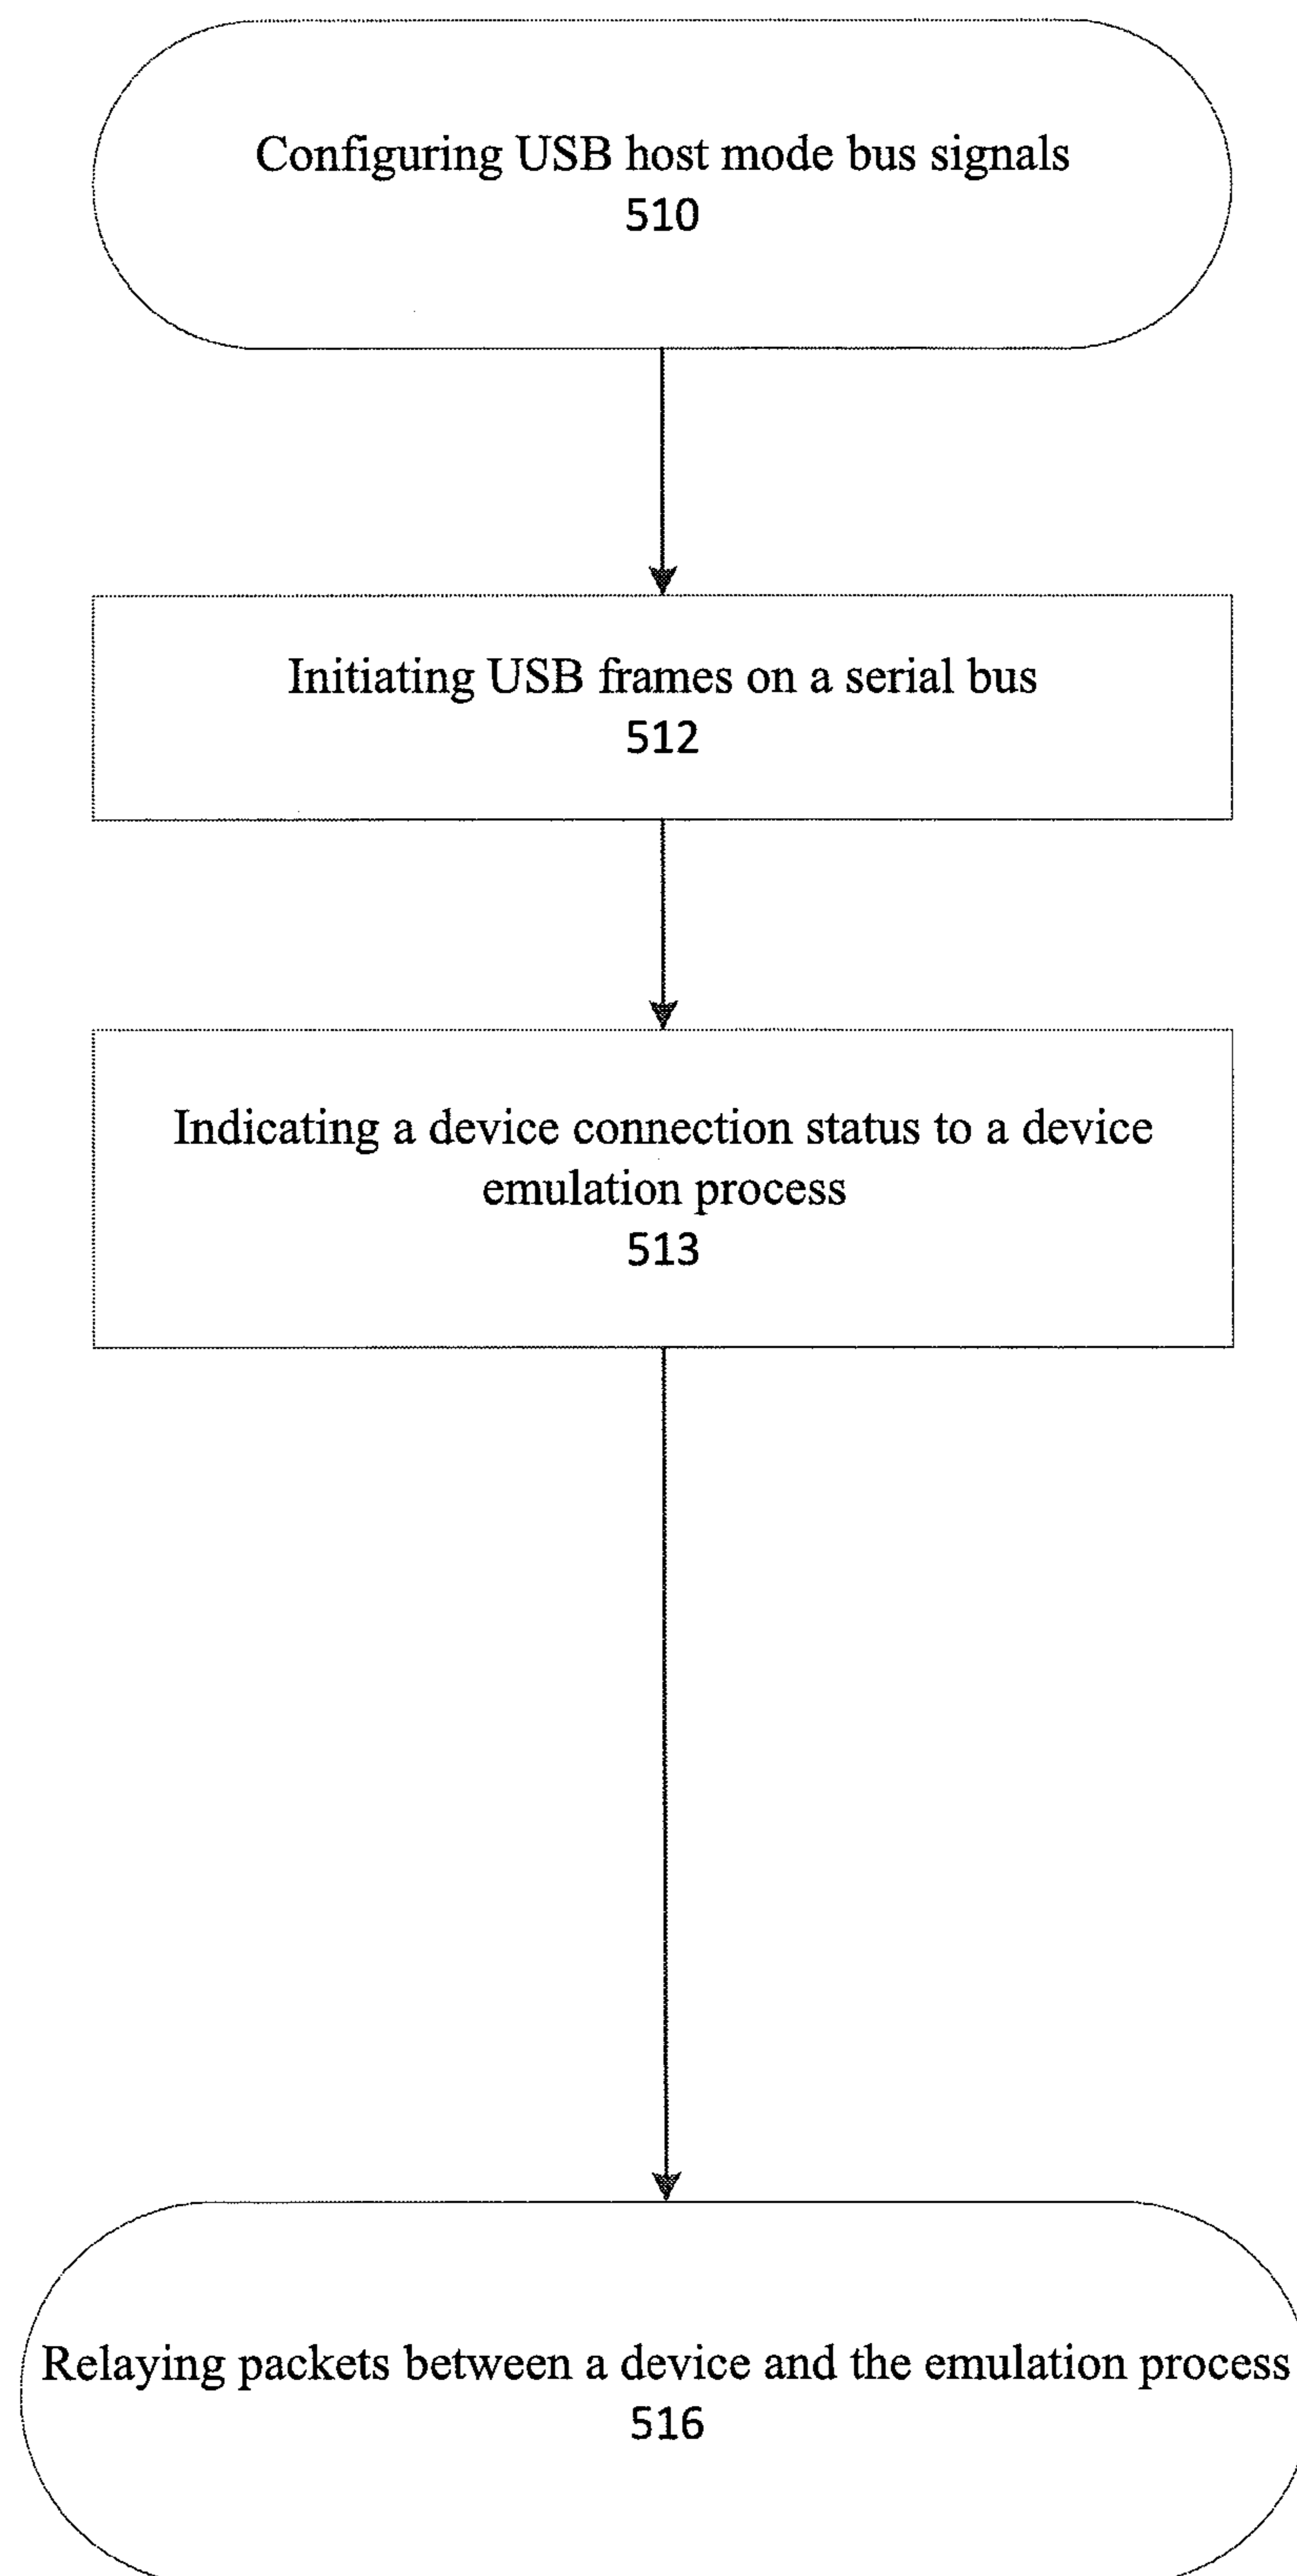 Configuring USB host mode bus signals
510
Initiating USB frames on a serial bus
512
Indicating a device connection status to a device
emulation process
513
Relaying packets between a device and the emulation process
516